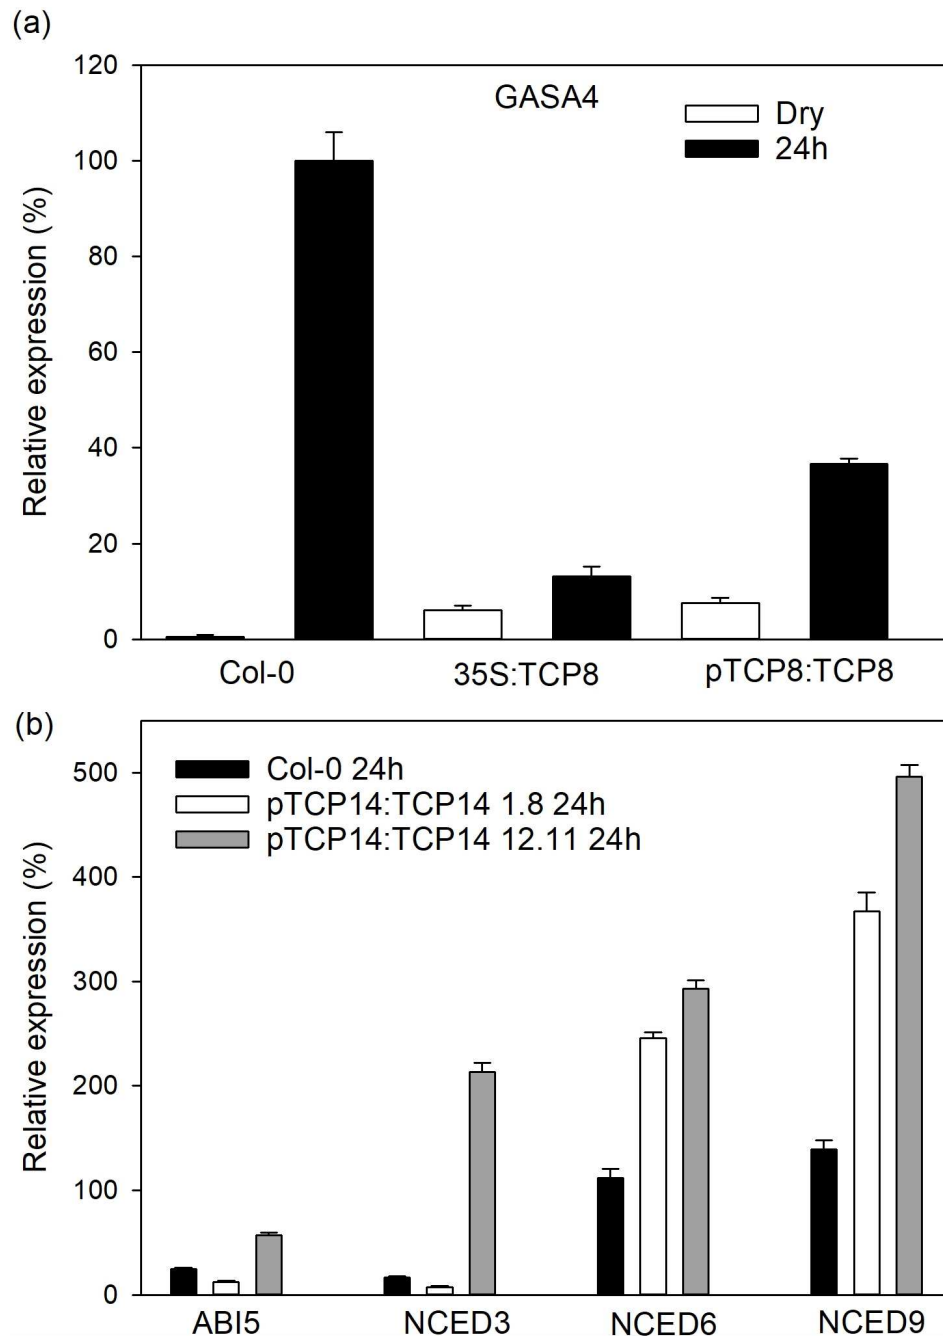 (a)
GASA4
Dry
24h
Relative expression (%)
120
100
80
60
40
20
0
Col-0 35S:TCP8 pTCP8:TCP8
(b)
Col-0 24h
pTCP14:TCP14 1.8 24h
pTCP14:TCP14 12.11 24h
Relative expression (%)
500
400
300
200
100
0
ABI5 NCED3 NCED6 NCED9